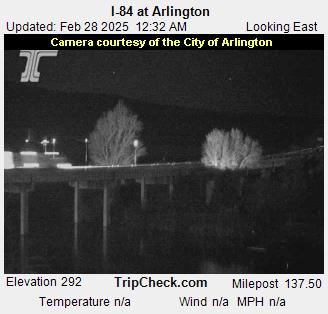 I-84 at Arlington
Updated: Feb 28 2025 12:32 AM Looking East
Camera courtesy of the City of Arlington
Elevation 292 TripCheck.com Milepost 137.50
Temperature n/a Wind n/a MPH n/a